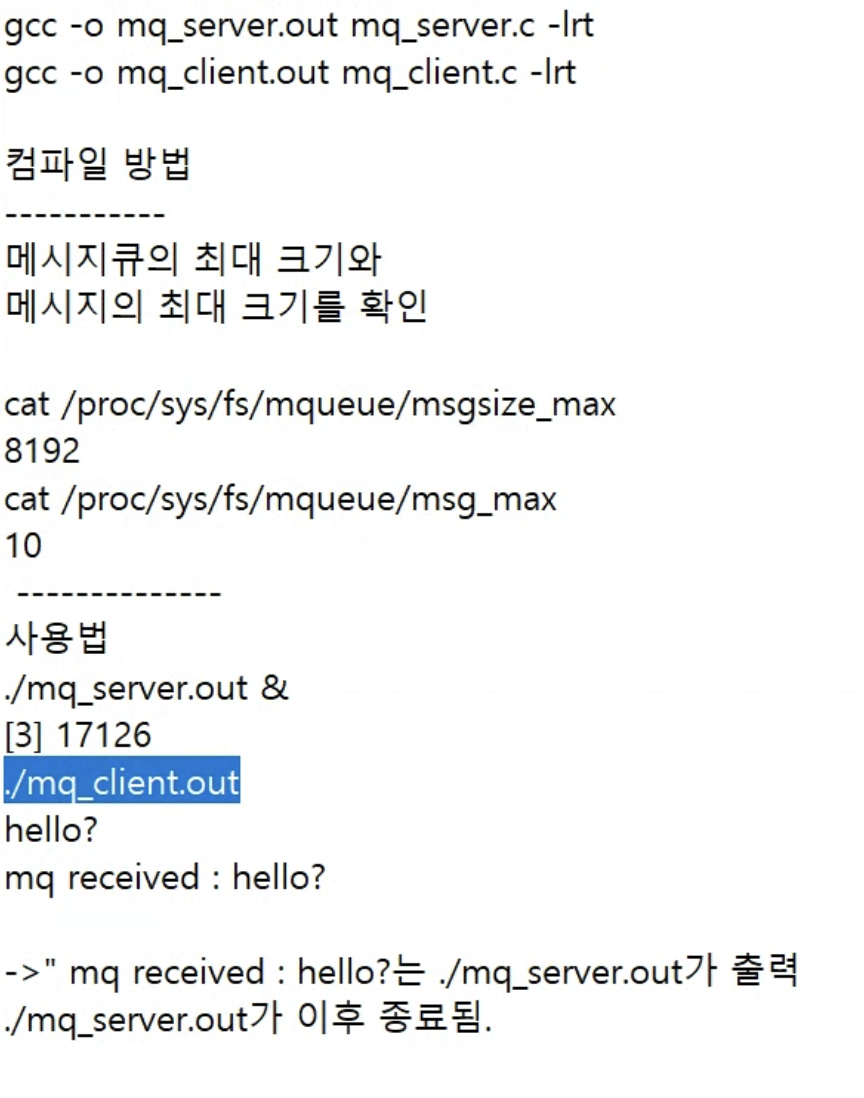 gcc -o mq_server.out mq_server.c -lrt
gcc -o mq_client.out mq_client.c -lrt
컴파일 방법
-----------
메시지큐의 최대 크기와
메시지의 최대 크기를 확인
cat /proc/sys/fs/mqueue/msgsize_max
8192
cat /proc/sys/fs/mqueue/msg_max
10
--------------
사용법
./mq_server.out &
[3] 17126
./mq_client.out
hello?
mq received : hello?
->" mq received : hello?는 ./mq_server.out가 출력
./mq_server.out가 이후 종료됨.